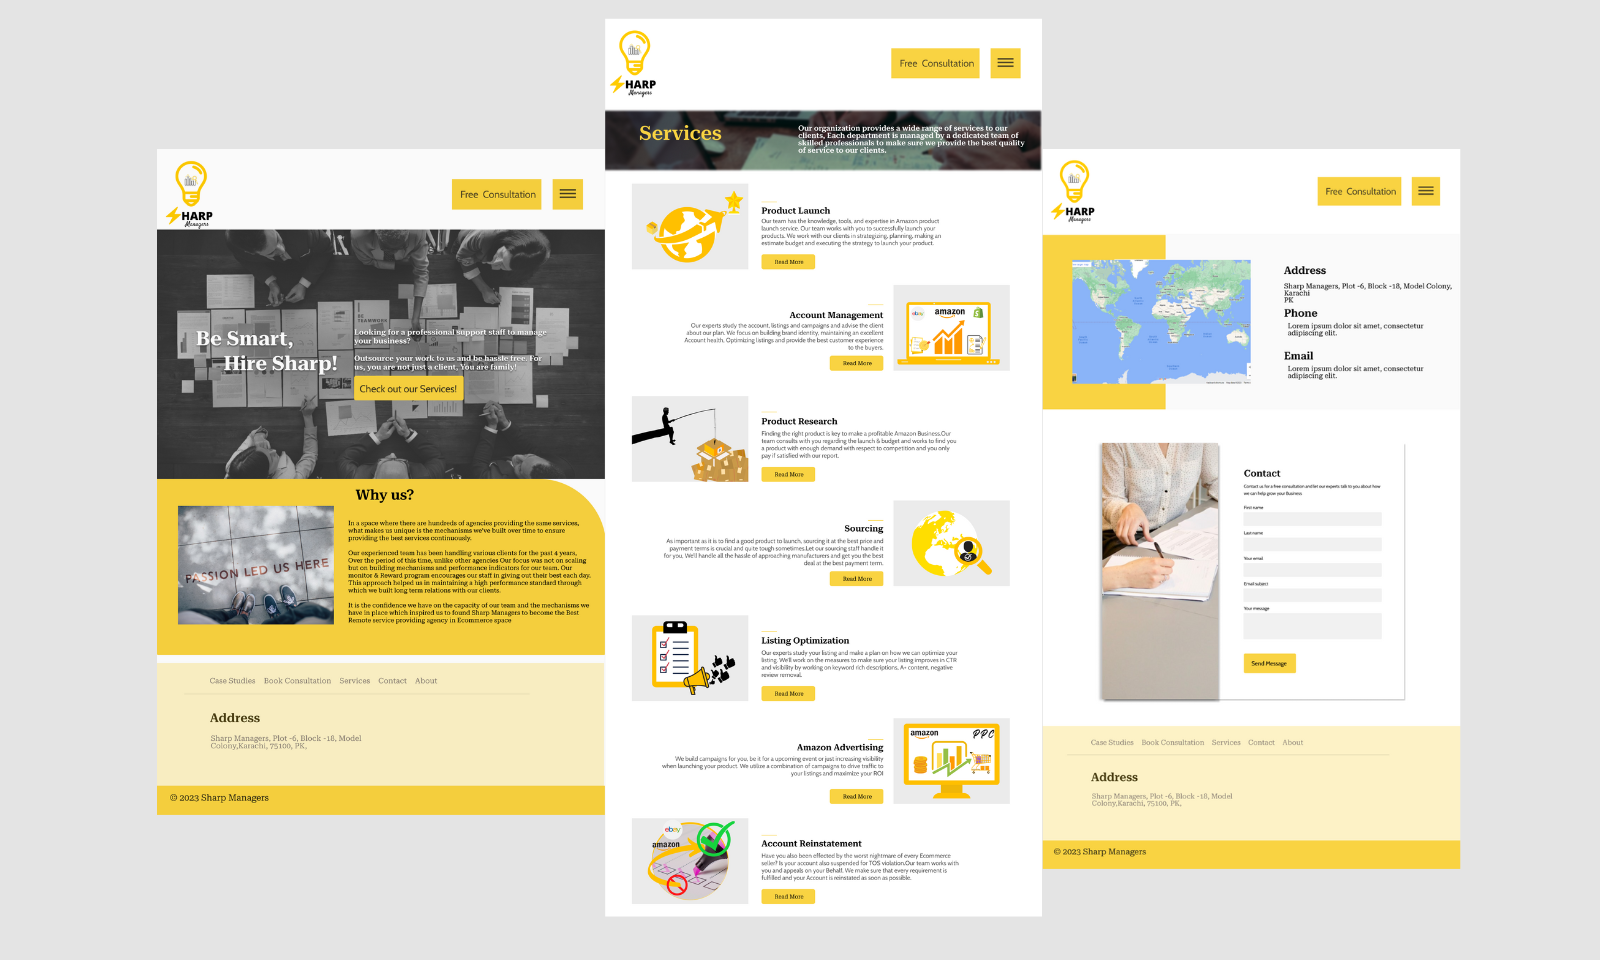 SHARP
Managers
Free Consultation
Be Smart,
Hire Sharp!
BE
TEAMWORK
Looking for a professional support staff to manage
your business?
Outsource your work to us and be hassle free. For
us, you are not just a client, You are family!
Check out our Services!
Why us?
PASSION LED US HERE
In a space where there are hundreds of agencies providing the same services,
what makes us unique is the mechanisms we've built over time to ensure
providing the best services continuously.
Our experienced team has been handling various clients for the past 4 years,
Over the period of this time, unlike other agencies Our focus was not on scaling
but on building mechanisms and performance indicators for our team. Our
monitor & Reward program encourages our staff in giving out their best each day.
This approach helped us in maintaining a high performance standard through
which we built long term relations with our clients.
It is the confidence we have on the capacity of our team and the mechanisms we
have in place which inspired us to found Sharp Managers to become the Best
Remote service providing agency in Ecommerce space
Case Studies Book Consultation Services Contact About
Address
Sharp Managers, Plot -6, Block -18, Model
Colony,Karachi, 75100, PK,
© 2023 Sharp Managers
HARP
Managers
Free Consultation
Services
Our organization provides a wide range of services to our
clients, Each department is managed by a dedicated team of
skilled professionals to make sure we provide the best quality
of service to our clients.
Product Launch
Our team has the knowledge, tools, and expertise in Amazon product
launch service. Our team works with you to successfully launch your
products. We work with our clients in strategizing, planning, making an
estimate budget and executing the strategy to launch your product.
Read More
Account Management
Our experts study the account, listings and campaigns and advise the client
about our plan. We focus on building brand identity, maintaining an excellent
Account health, Optimizing listings and provide the best customer experience
to the buyers.
Read More
ebay
amazon
Product Research
Finding the right product is key to make a profitable Amazon Business.Our
team consults with you regarding the launch & budget and works to find you
a product with enough demand with respect to competition and you only
pay if satisfied with our report.
Read More
Sourcing
As important as it is to find a good product to launch, sourcing it at the best price and
payment terms is crucial and quite tough sometimes.Let our sourcing staff handle it
for you. We'll handle all the hassle of approaching manufacturers and get you the best
deal at the best payment term.
Read More
Listing Optimization
Our experts study your listing and make a plan on how we can optimize your
listing. We'll work on the measures to make sure your listing improves in CTR
and visibility by working on keyword rich descriptions, A+ content, negative
review removal.
Read More
Amazon Advertising
We build campaigns for you, be it for a upcoming event or just increasing visibility
when launching your product. We utilize a combination of campaigns to drive traffic to
your listings and maximize your ROI
Read More
amazon
PPC
ebay
amazon
Account Reinstatement
Have you also been effected by the worst nightmare of every Ecommerce
seller? Is your account also suspended for TOS violation.Our team works with
you and appeals on your Behalf. We make sure that every requirement is
fulfilled and your Account is reinstated as soon as possible.
Read More
HARP
Managers
Free Consultation
Address
Sharp Managers, Plot -6, Block -18, Model Colony,
Karachi
PK
Phone
Lorem ipsum dolor sit amet, consectetur
adipiscing elit.
Email
Lorem ipsum dolor sit amet, consectetur
adipiscing elit.
Contact
Contact us for a free consultation and let our experts talk to you about how
we can help grow your Business
First name
Last name
Your email
Email subject
Your message
Send Message
Case Studies Book Consultation Services Contact About
Address
Sharp Managers, Plot -6, Block -18, Model
Colony,Karachi, 75100, PK,
© 2023 Sharp Managers